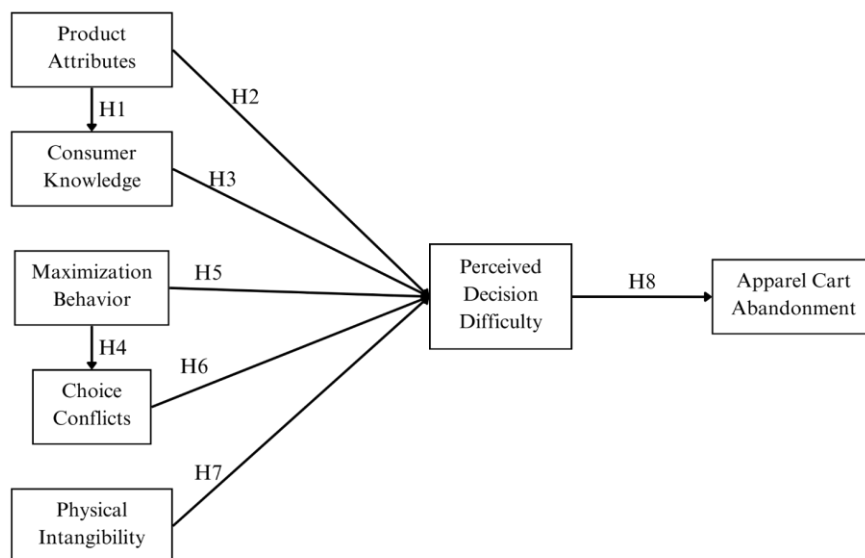 Product
Attributes
H1
H2
Consumer
Knowledge
H3
Maximization
Behavior
H5
H4
Choice
Conflicts
H6
Physical
Intangibility
H7
Perceived
Decision
Difficulty
H8
Apparel Cart
Abandonment